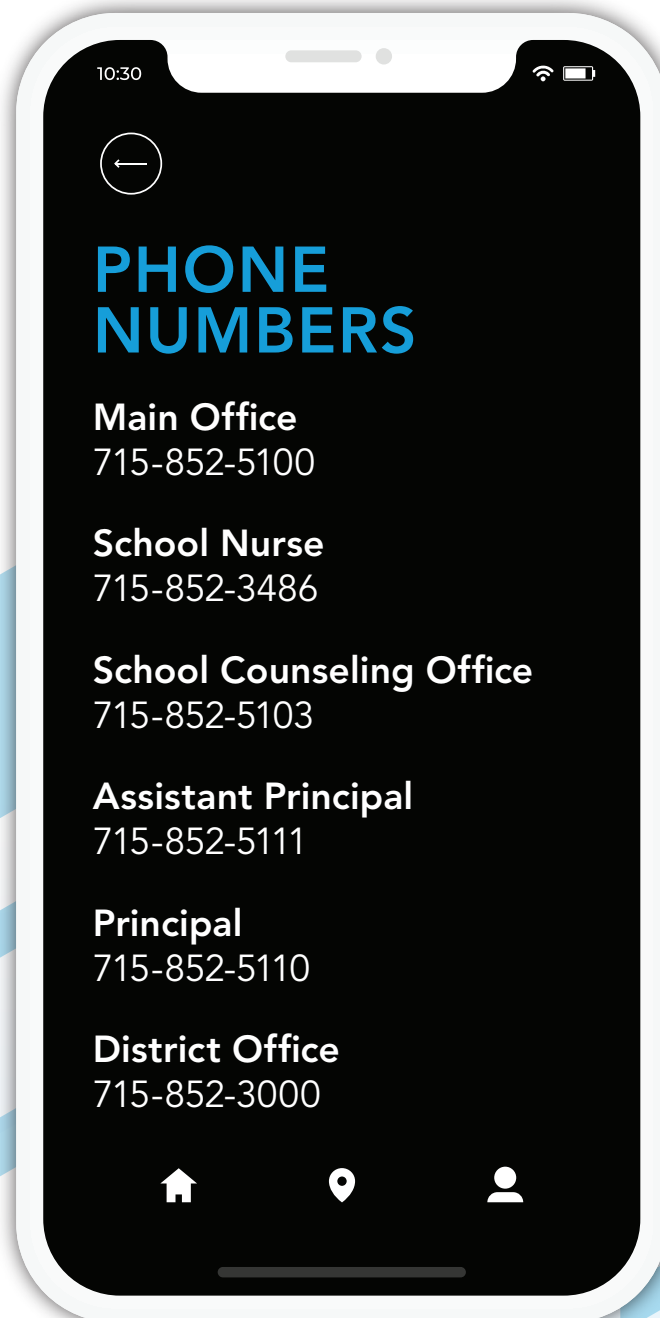 10:30
PHONE
NUMBERS
Main Office
715-852-5100
School Nurse
715-852-3486
School Counseling Office
715-852-5103
Assistant Principal
715-852-5111
Principal
715-852-5110
District Office
715-852-3000